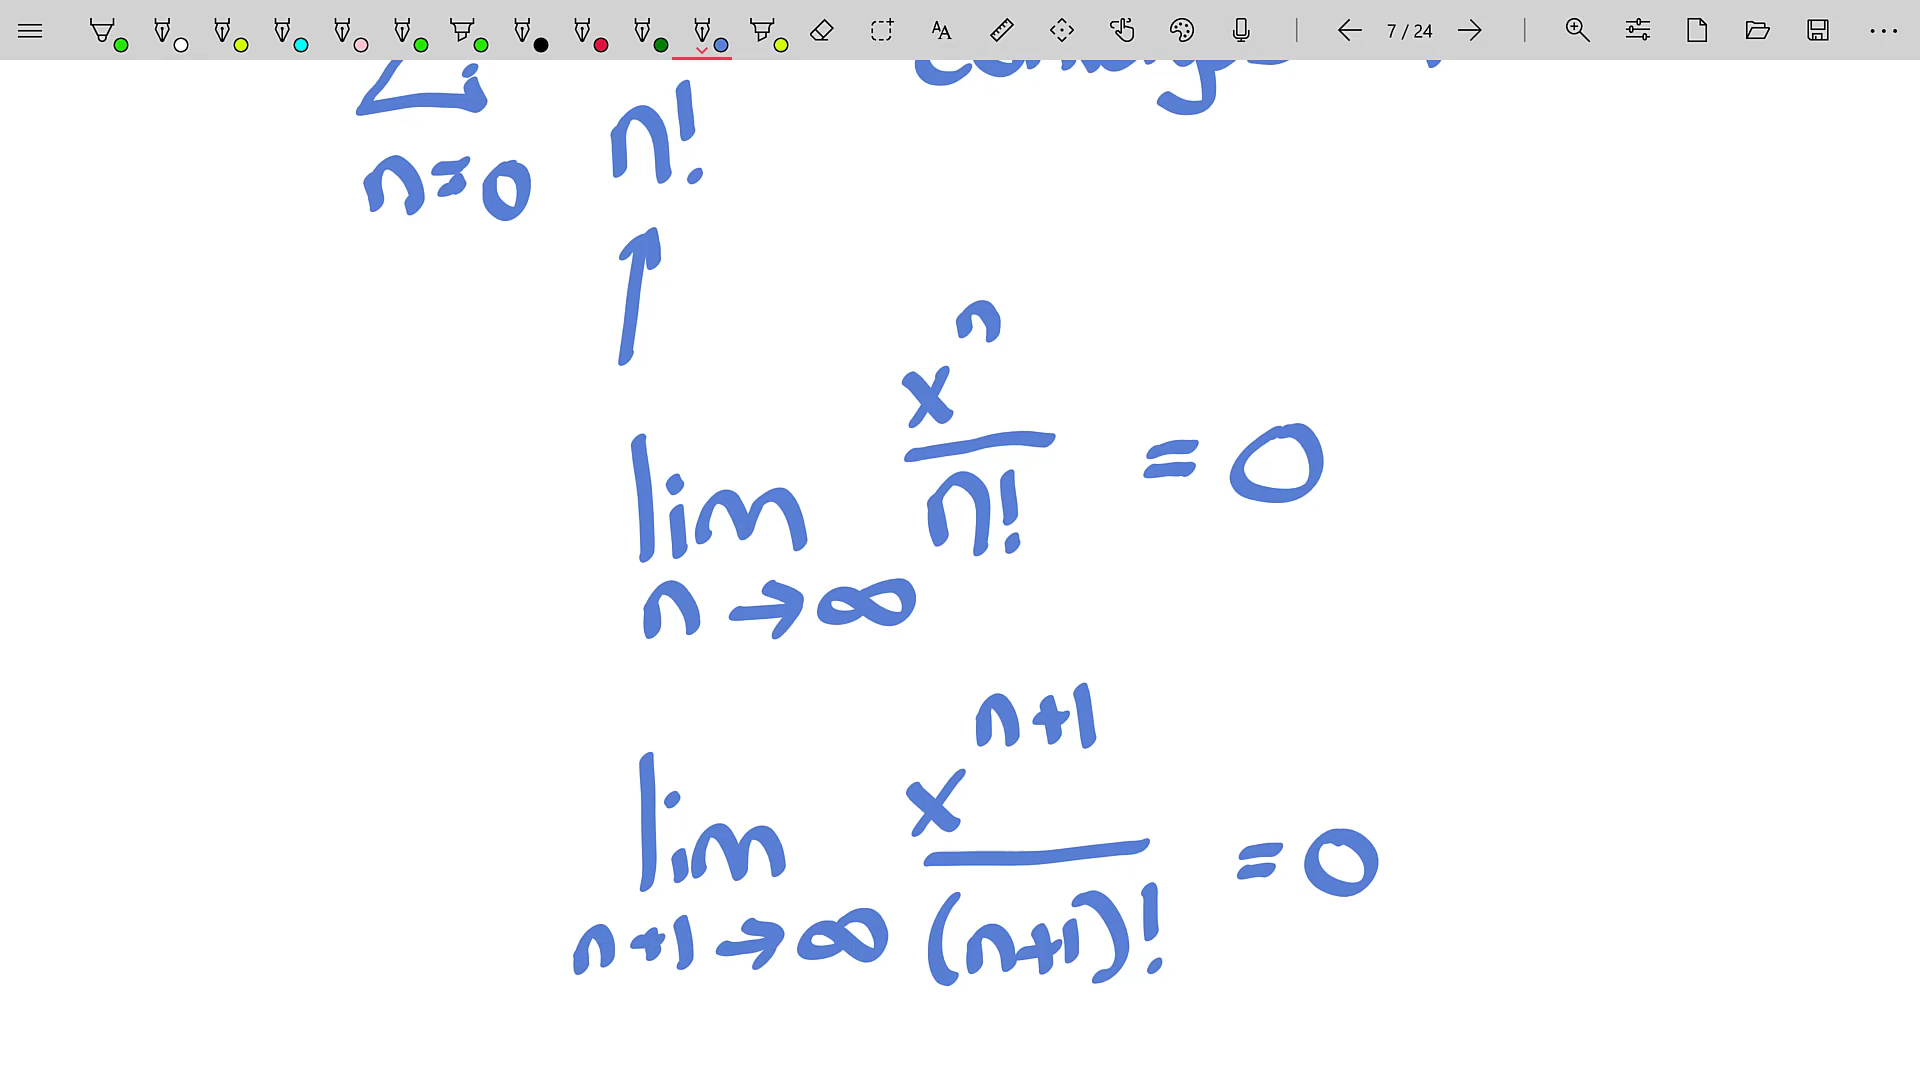 7 / 24
∑
n!
n=0
lim x^n/n! = 0
n → ∞
lim x^(n+1)/(n+1)! = 0
n+1 → ∞